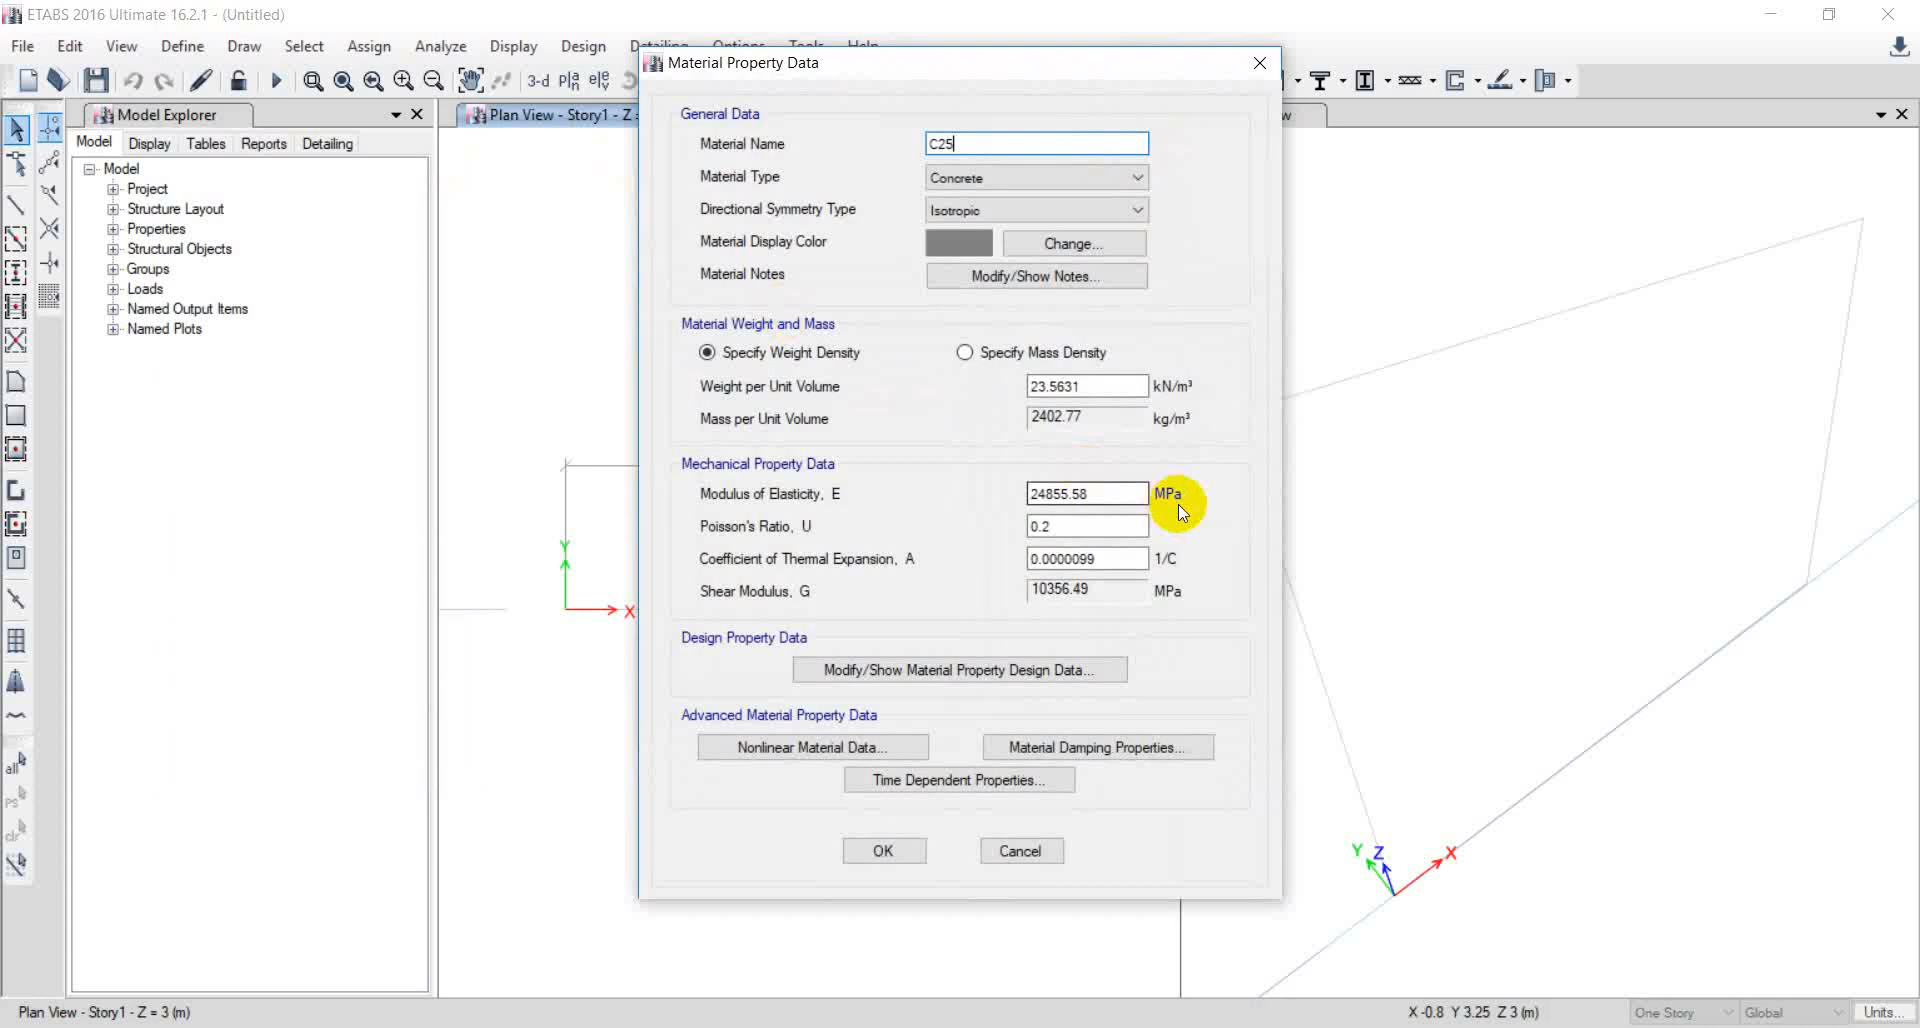 ETABS 2016 Ultimate 16.2.1 - (Untitled)
File Edit View Define Draw Select Assign Analyze Display Design
3-d
Material Property Data
Model Explorer
Plan View - Story1 - Z =
Model Display Tables Reports Detailing
Model
Project
Structure Layout
Properties
Structural Objects
Groups
Loads
Named Output Items
Named Plots
all
ps
clr
General Data
Material Name C25
Material Type Concrete
Directional Symmetry Type Isotropic
Material Display Color Change...
Material Notes Modify/Show Notes...
Material Weight and Mass
Specify Weight Density Specify Mass Density
Weight per Unit Volume 23.5631 kN/m³
Mass per Unit Volume 2402.77 kg/m³
Mechanical Property Data
Modulus of Elasticity, E 24855.58 MPa
Poisson's Ratio, U 0.2
Coefficient of Thermal Expansion, A 0.0000099 1/C
Shear Modulus, G 10356.49 MPa
Design Property Data
Modify/Show Material Property Design Data...
Advanced Material Property Data
Nonlinear Material Data... Material Damping Properties...
Time Dependent Properties...
OK Cancel
Y
X
Y Z X
Plan View - Story1 - Z = 3 (m)
X -0.8 Y 3.25 Z 3 (m)
One Story Global Units...